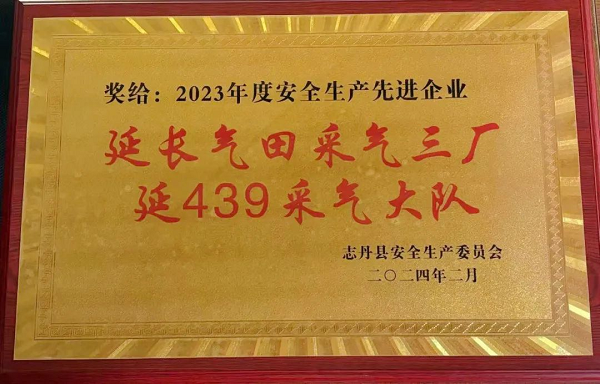 奖给：2023年度安全生产先进企业
延长气田采气三厂
延439采气大队
志丹县安全生产委员会
二〇二四年二月